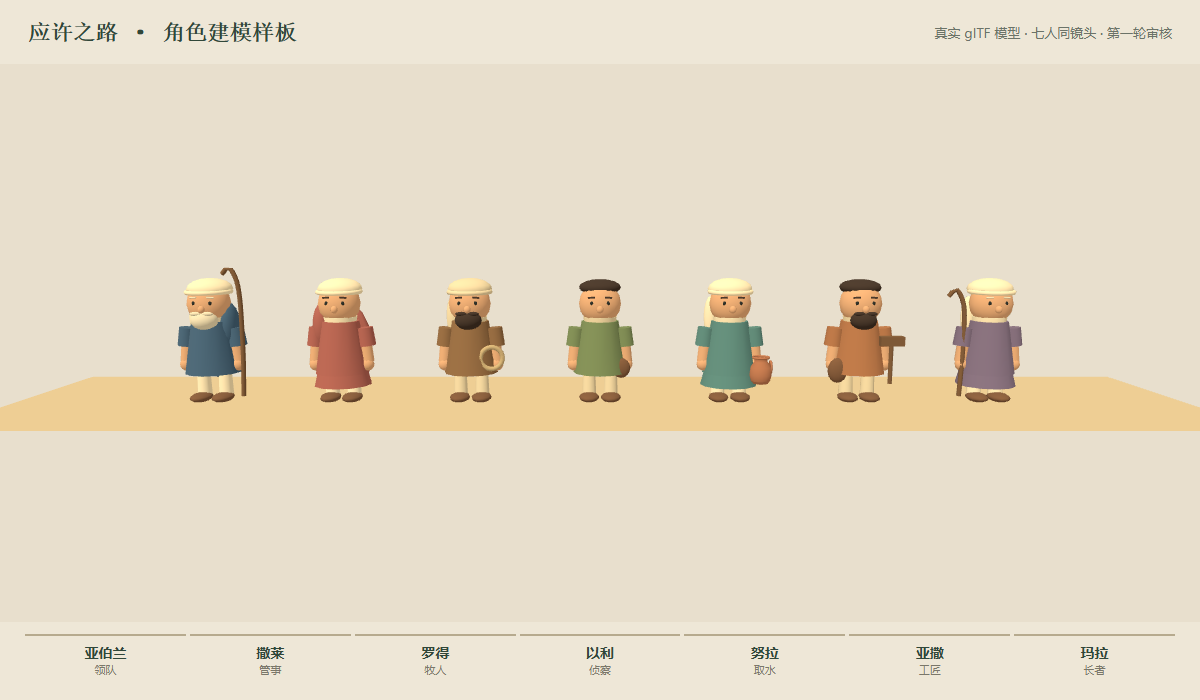 应许之路 • 角色建模样板
真实 glTF 模型 · 七人同镜头 · 第一轮审核
亚伯兰
领队
撒莱
管事
罗得
牧人
以利
侦察
努拉
取水
亚撒
工匠
玛拉
长者